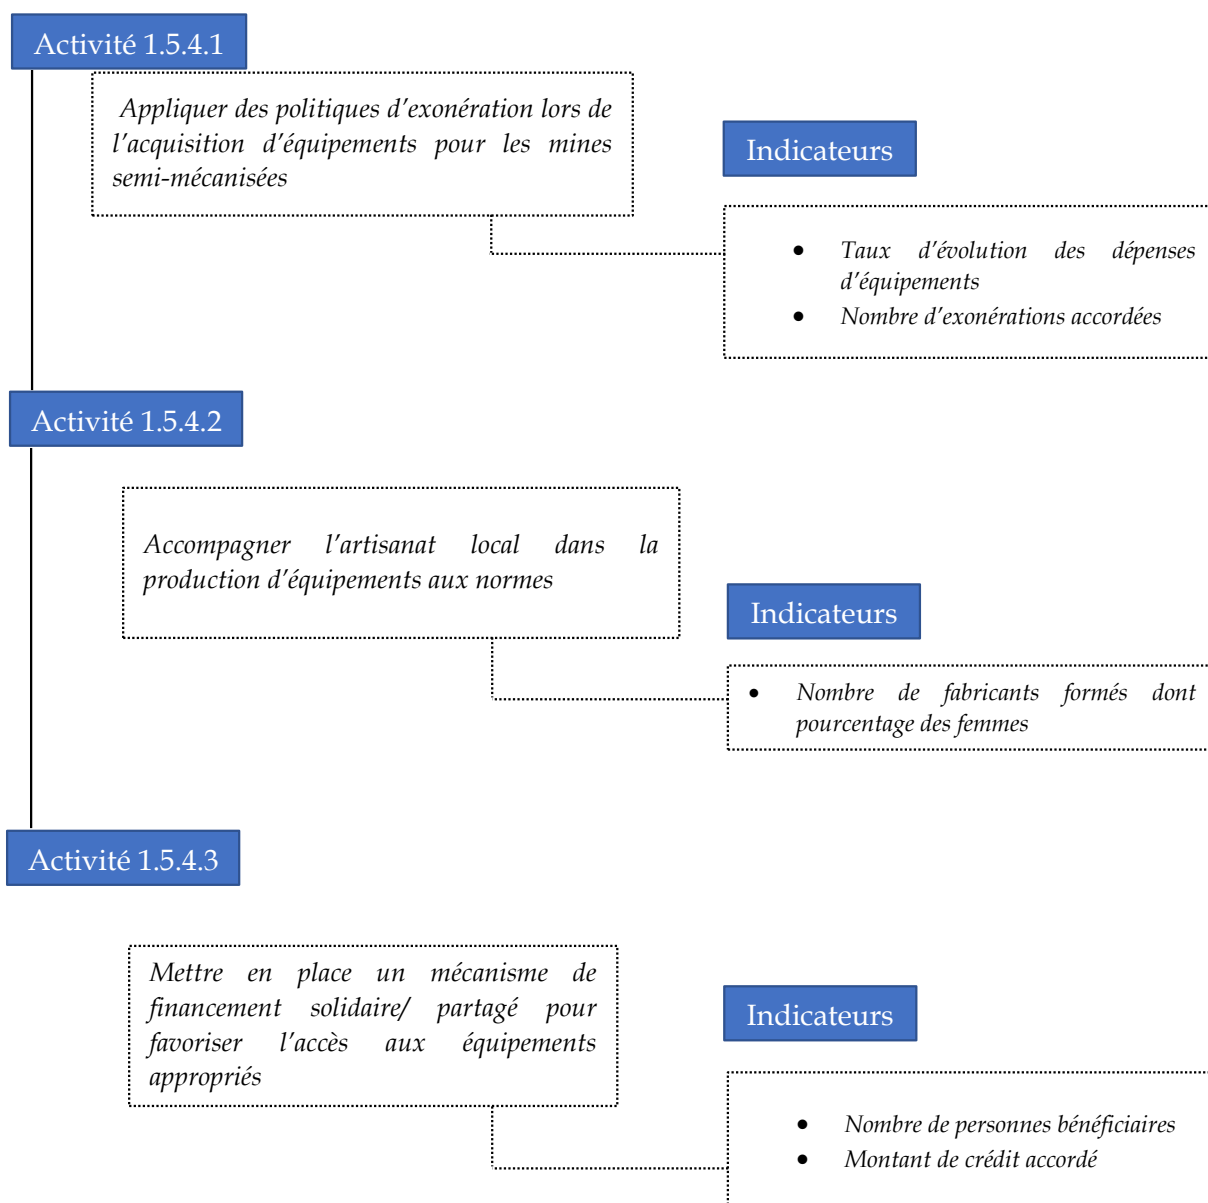 Activité 1.5.4.1
Appliquer des politiques d’exonération lors de
l’acquisition d’équipements pour les mines
semi-mécanisées
Indicateurs
• Taux d’évolution des dépenses
d’équipements
• Nombre d’exonérations accordées
Activité 1.5.4.2
Accompagner l’artisanat local dans la
production d’équipements aux normes
Indicateurs
• Nombre de fabricants formés dont
pourcentage des femmes
Activité 1.5.4.3
Mettre en place un mécanisme de
financement solidaire/ partagé pour
favoriser l’accès aux équipements
appropriés
Indicateurs
• Nombre de personnes bénéficiaires
• Montant de crédit accordé